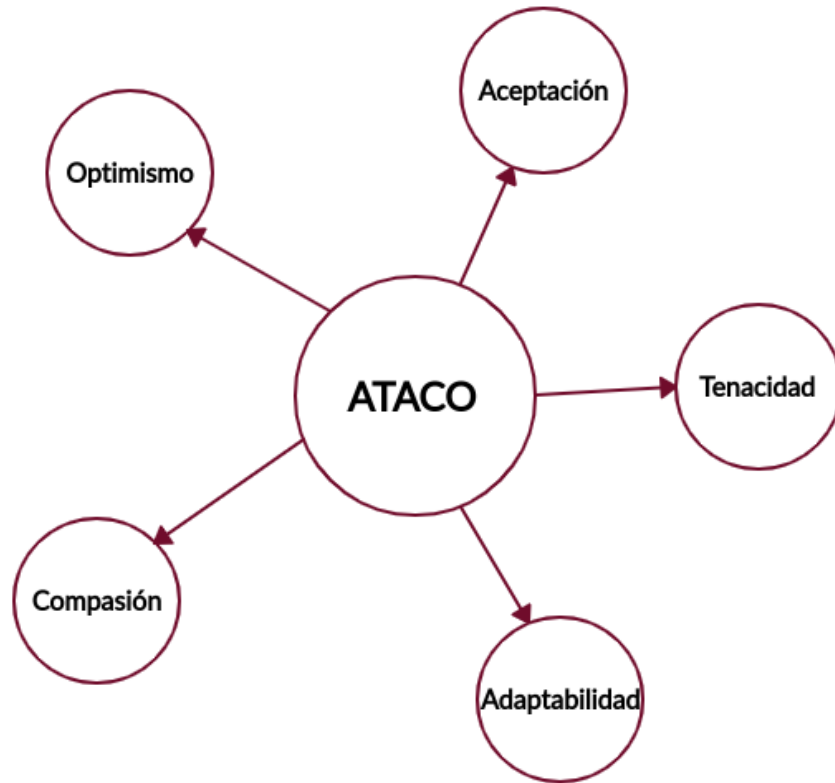 Aceptación
Optimismo
ATACO
Tenacidad
Compasión
Adaptabilidad